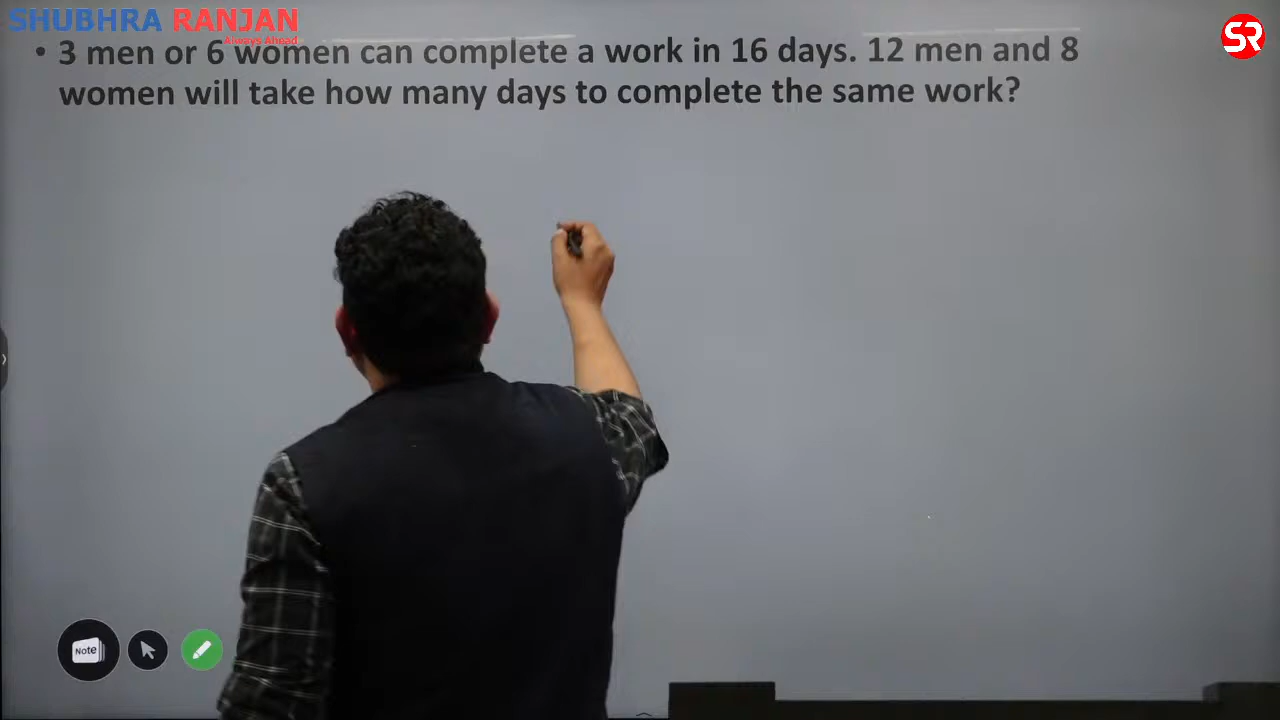 SHUBHRA RANJAN
Always Ahead
SR
• 3 men or 6 women can complete a work in 16 days. 12 men and 8
women will take how many days to complete the same work?
Note